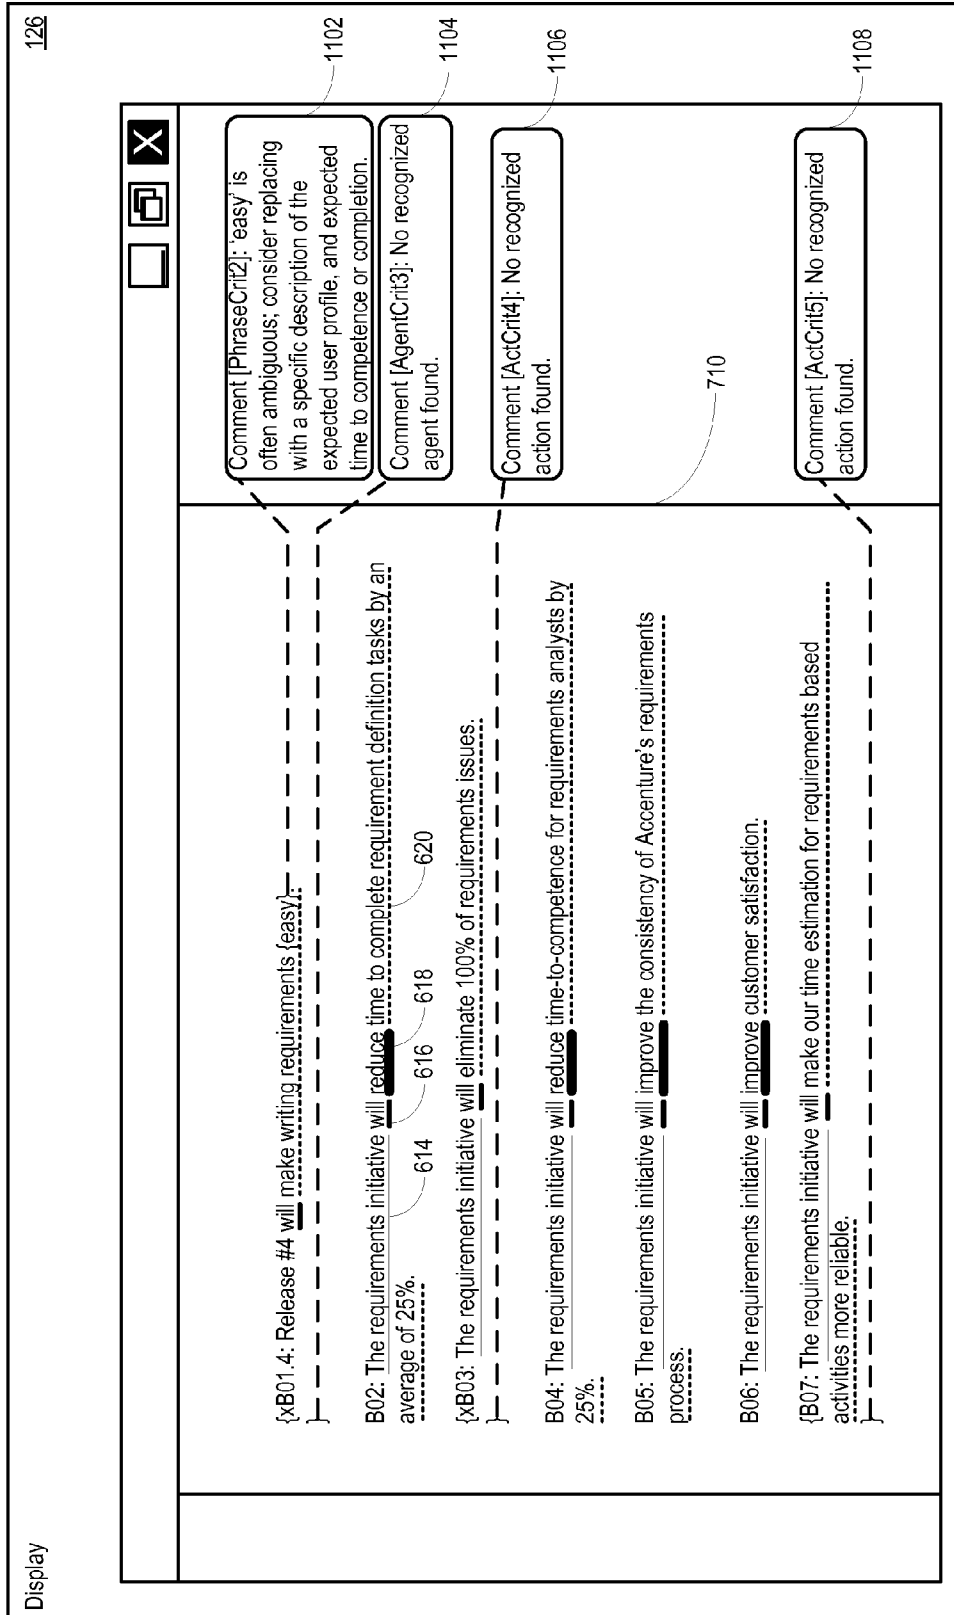 Display
126
X
{xB01.4: Release #4 will make writing requirements {easy}.
}
B02: The requirements initiative will reduce time to complete requirement definition tasks by an
average of 25%.
614
616
618
620
{xB03: The requirements initiative will eliminate 100% of requirements issues.
}
B04: The requirements initiative will reduce time-to-competence for requirements analysts by
25%.
B05: The requirements initiative will improve the consistency of Accenture's requirements
process.
B06: The requirements initiative will improve customer satisfaction.
{B07: The requirements initiative will make our time estimation for requirements based
activities more reliable.
}
Comment [PhraseCrit2]: 'easy' is
often ambiguous; consider replacing
with a specific description of the
expected user profile, and expected
time to competence or completion.
1102
Comment [AgentCrit3]: No recognized
agent found.
1104
Comment [ActCrit4]: No recognized
action found.
1106
710
Comment [ActCrit5]: No recognized
action found.
1108